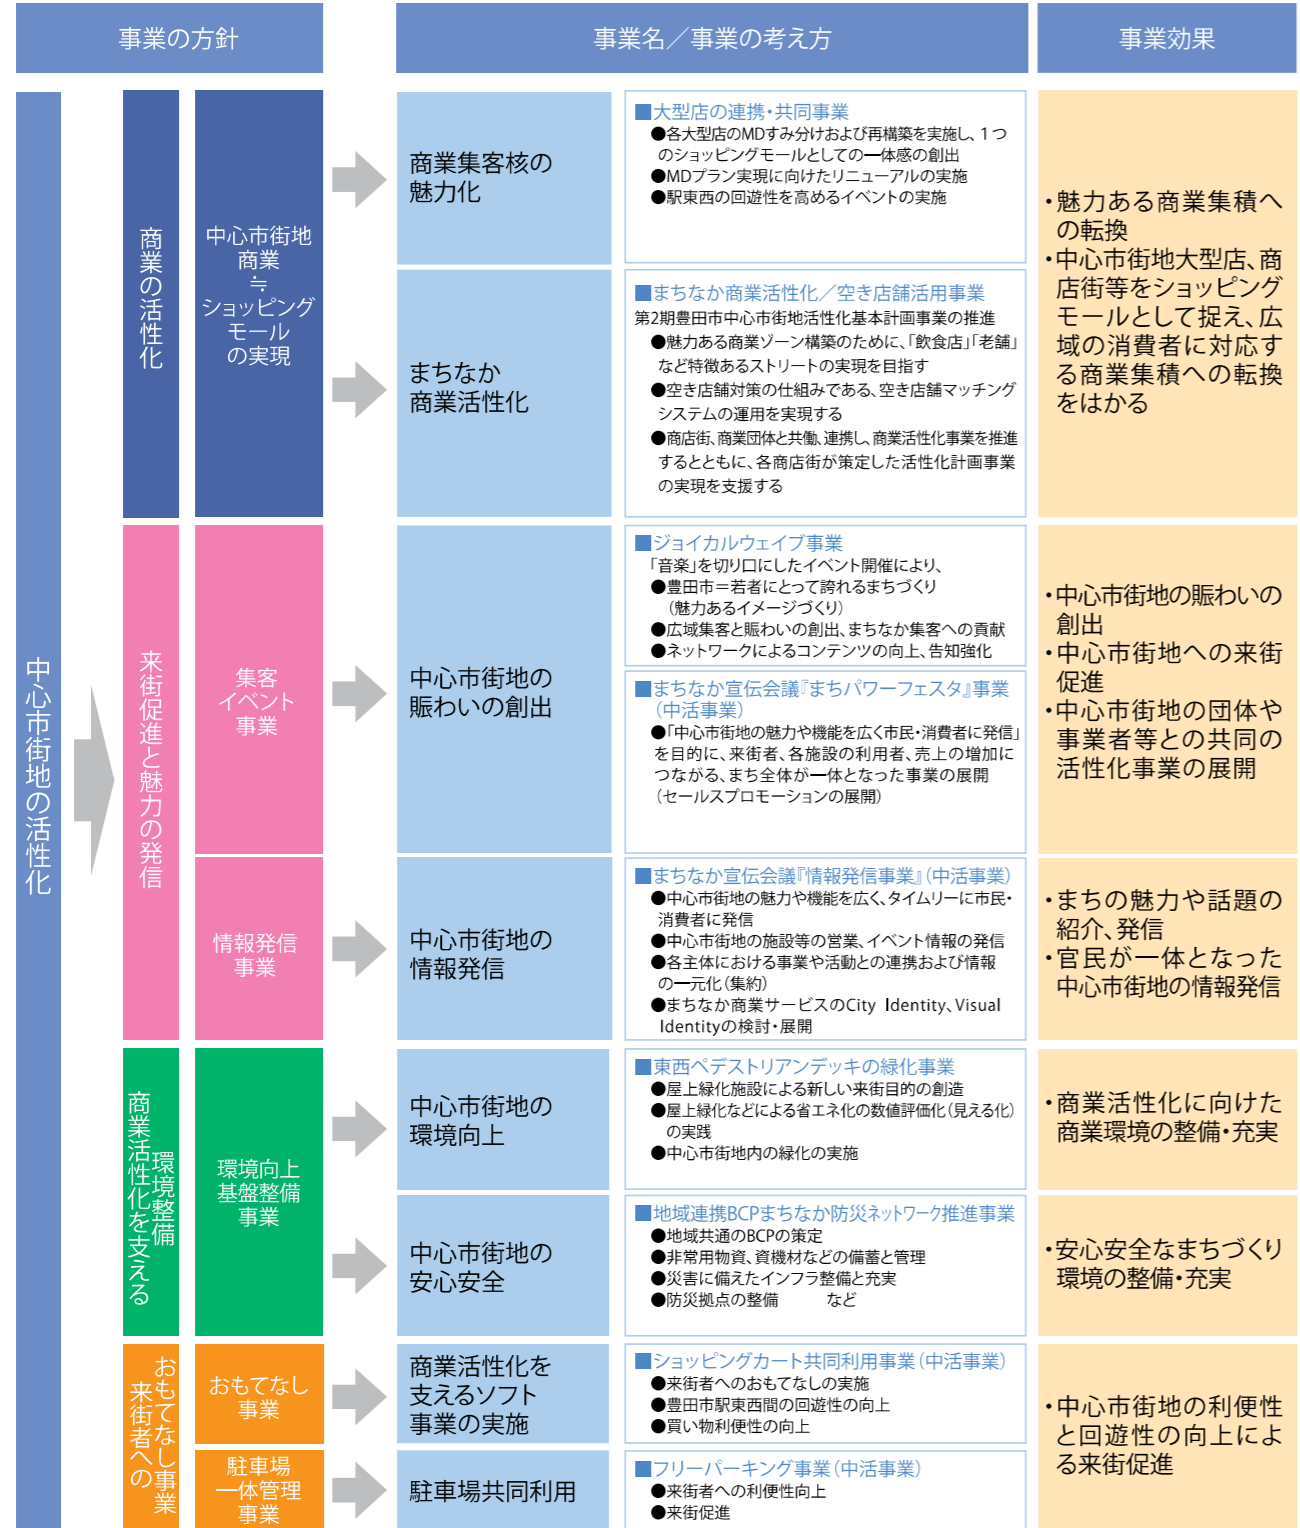 事業の方針
事業名／事業の考え方
事業効果
中心市街地の活性化
商業の活性化
中心市街地
商業
≒
ショッピング
モール
の実現
商業集客核の
魅力化
■大型店の連携・共同事業
●各大型店のMDすみ分けおよび再構築を実施し、1つ
のショッピングモールとしての一体感の創出
●MDプラン実現に向けたリニューアルの実施
●駅東西の回遊性を高めるイベントの実施
まちなか
商業活性化
■まちなか商業活性化／空き店舗活用事業
第2期豊田市中心市街地活性化基本計画事業の推進
●魅力ある商業ゾーン構築のために、「飲食店」「老舗」
など特徴あるストリートの実現を目指す
●空き店舗対策の仕組みである、空き店舗マッチング
システムの運用を実現する
●商店街、商業団体と共働、連携し、商業活性化事業を推進
するとともに、各商店街が策定した活性化計画事業
の実現を支援する
・魅力ある商業集積へ
の転換
・中心市街地大型店、商
店街等をショッピング
モールとして捉え、広
域の消費者に対応す
る商業集積への転換
をはかる
来街促進と魅力の発信
集客
イベント
事業
中心市街地の
賑わいの創出
■ジョイカルウェイブ事業
「音楽」を切り口にしたイベント開催により、
●豊田市＝若者にとって誇れるまちづくり
（魅力あるイメージづくり）
●広域集客と賑わいの創出、まちなか集客への貢献
●ネットワークによるコンテンツの向上、告知強化
■まちなか宣伝会議『まちパワーフェスタ』事業
（中活事業）
●「中心市街地の魅力や機能を広く市民・消費者に発信」
を目的に、来街者、各施設の利用者、売上の増加に
つながる、まち全体が一体となった事業の展開
（セールスプロモーションの展開）
・中心市街地の賑わいの
創出
・中心市街地への来街
促進
・中心市街地の団体や
事業者等との共同の
活性化事業の展開
情報発信
事業
中心市街地の
情報発信
■まちなか宣伝会議『情報発信事業』（中活事業）
●中心市街地の魅力や機能を広く、タイムリーに市民・
消費者に発信
●中心市街地の施設等の営業、イベント情報の発信
●各主体における事業や活動との連携および情報
の一元化（集約）
●まちなか商業サービスのCity Identity、Visual
Identityの検討・展開
・まちの魅力や話題の
紹介、発信
・官民が一体となった
中心市街地の情報発信
商業活性化を支える
環境整備
環境向上
基盤整備
事業
中心市街地の
環境向上
■東西ペデストリアンデッキの緑化事業
●屋上緑化施設による新しい来街目的の創造
●屋上緑化などによる省エネ化の数値評価化（見える化）
の実践
●中心市街地内の緑化の実施
・商業活性化に向けた
商業環境の整備・充実
中心市街地の
安心安全
■地域連携BCPまちなか防災ネットワーク推進事業
●地域共通のBCPの策定
●非常用物資、資機材などの備蓄と管理
●災害に備えたインフラ整備と充実
●防災拠点の整備　　など
・安心安全なまちづくり
環境の整備・充実
来街者への
おもてなし事業
おもてなし
事業
商業活性化を
支えるソフト
事業の実施
■ショッピングカート共同利用事業（中活事業）
●来街者へのおもてなしの実施
●豊田市駅東西間の回遊性の向上
●買い物利便性の向上
・中心市街地の利便性
と回遊性の向上によ
る来街促進
駐車場
一体管理
事業
駐車場共同利用
■フリーパーキング事業（中活事業）
●来街者への利便性向上
●来街促進